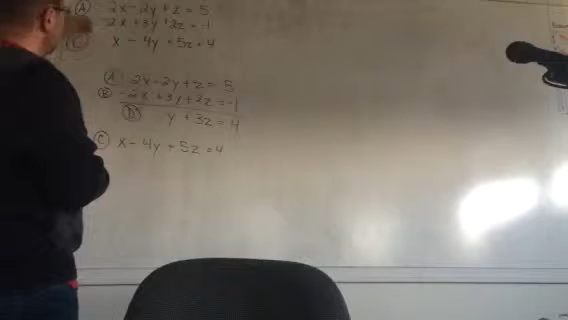 Ⓐ 2x - 2y + z = 5
2x + 3y + 2z = -1
Ⓒ x - 4y + 5z = 4
Ⓐ 2x - 2y + z = 5
Ⓑ -2x + 3y + 2z = -1
Ⓓ y + 3z = 4
Ⓒ x - 4y + 5z = 4